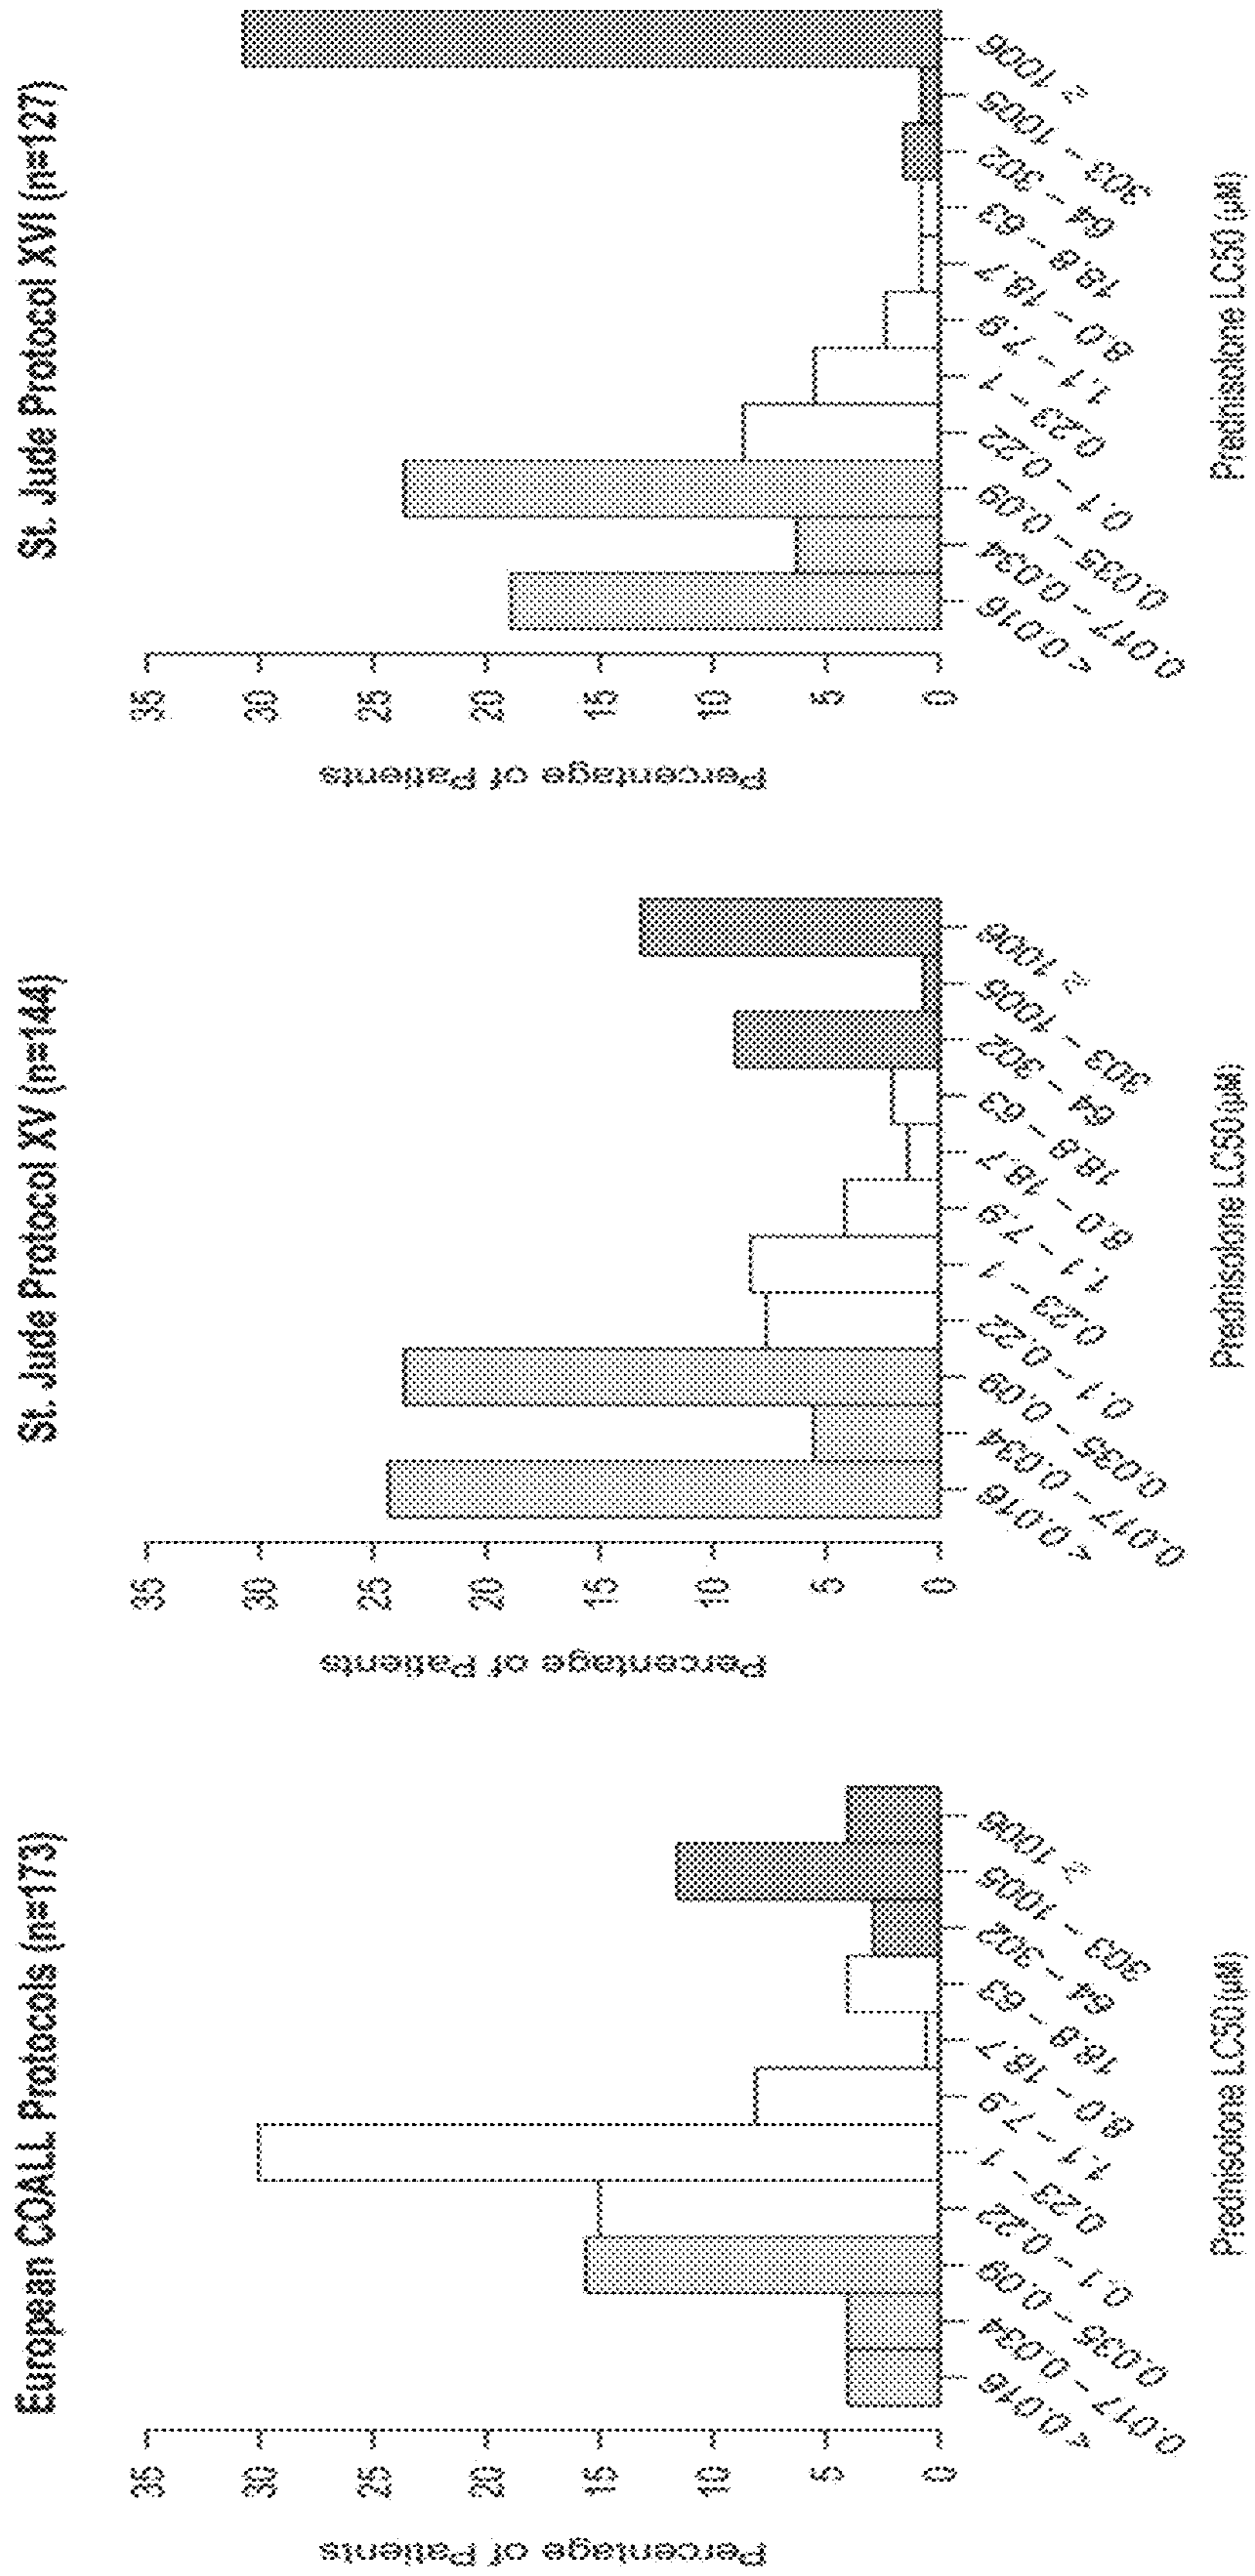 European COALL Protocols (n=173)
Percentage of Patients
35
30
25
20
15
10
5
0
< 0.016
0.017 - 0.034
0.035 - 0.09
0.1 - 0.22
0.23 - 1
1.1 - 7.9
8.0 - 18.7
18.8 - 63
64 - 302
303 - 1005
≥ 1006
Prednisolone LC50 (μM)
St. Jude Protocol XV (n=144)
Percentage of Patients
35
30
25
20
15
10
5
0
< 0.016
0.017 - 0.034
0.035 - 0.09
0.1 - 0.22
0.23 - 1
1.1 - 7.9
8.0 - 18.7
18.8 - 63
64 - 302
303 - 1005
≥ 1006
Prednisolone LC50 (μM)
St. Jude Protocol XVI (n=127)
Percentage of Patients
35
30
25
20
15
10
5
0
< 0.016
0.017 - 0.034
0.035 - 0.09
0.1 - 0.22
0.23 - 1
1.1 - 7.9
8.0 - 18.7
18.8 - 63
64 - 302
303 - 1005
≥ 1006
Prednisolone LC50 (μM)